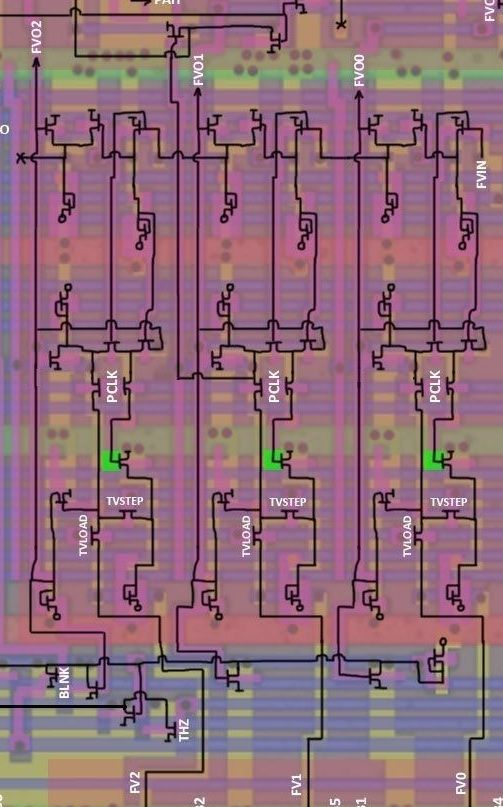 FVO2
FVO1
FVO0
FVO
O
FVIN
PCLK
PCLK
PCLK
TVSTEP
TVSTEP
TVSTEP
TVLOAD
TVLOAD
TVLOAD
BLNK
THZ
FV2
FV1
FV0